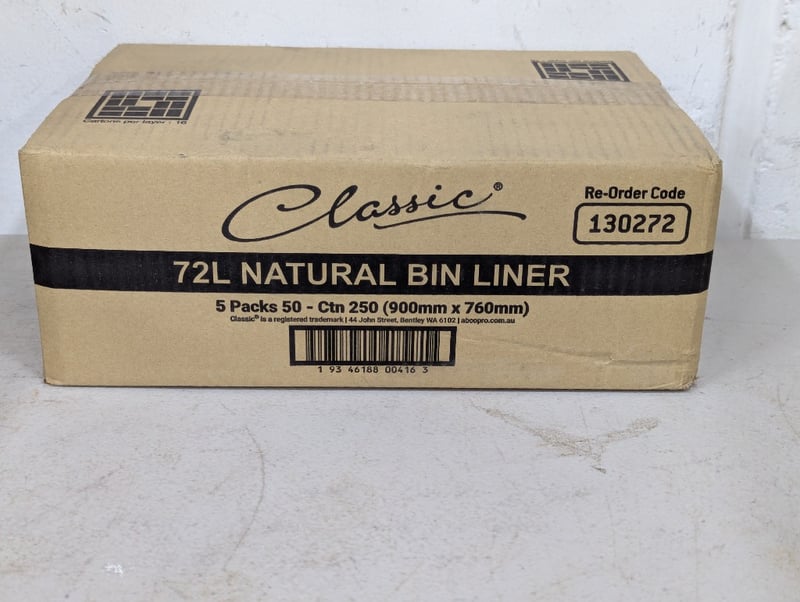 Cartons per layer : 16
Classic®
Re-Order Code
130272
72L NATURAL BIN LINER
5 Packs 50 - Ctn 250 (900mm x 760mm)
Classic® is a registered trademark | 44 John Street, Bentley WA 6102 | abcopro.com.au
1 93 46188 00416 3